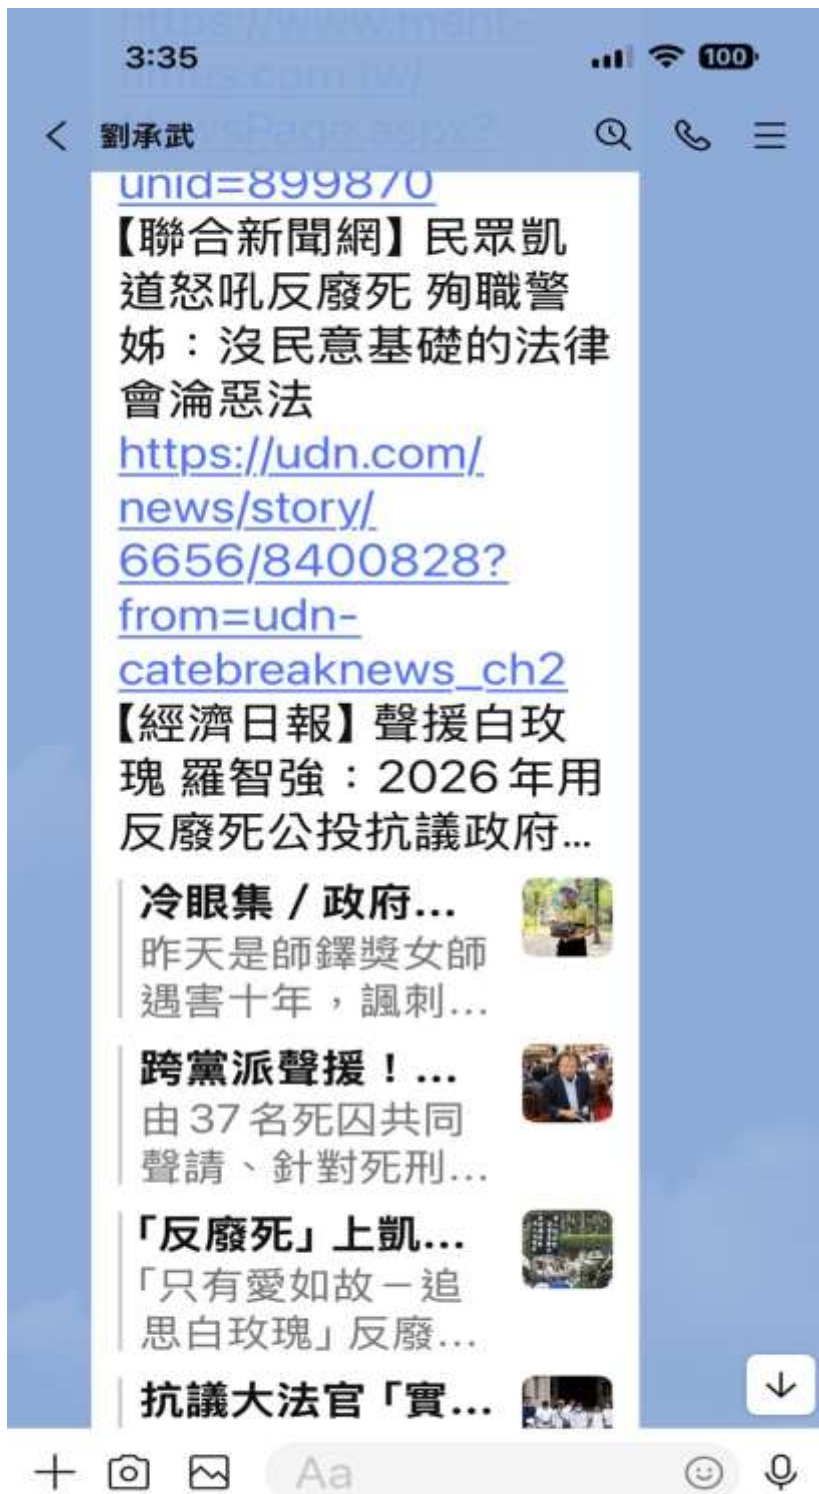 3:35
100
劉承武
unid=899870
【聯合新聞網】民眾凱
道怒吼反廢死 殉職警
姊：沒民意基礎的法律
會淪惡法
https://udn.com/
news/story/
6656/8400828?
from=udn-
catebreaknews_ch2
【經濟日報】聲援白玫
瑰 羅智強：2026年用
反廢死公投抗議政府...
冷眼集/政府...
昨天是師鐸獎女師
遇害十年，諷刺...
跨黨派聲援！...
由37名死囚共同
聲請、針對死刑...
「反廢死」上凱...
「只有愛如故－追
思白玫瑰」反廢...
抗議大法官「實...
Aa